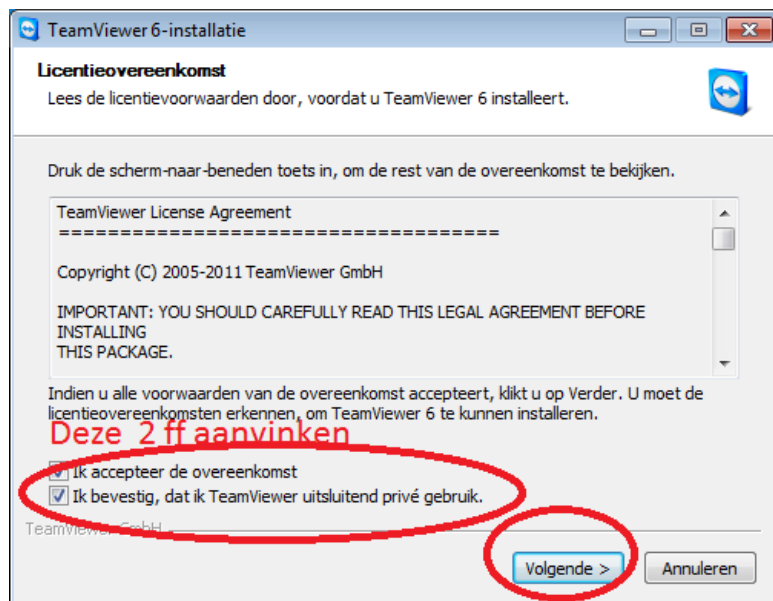 TeamViewer 6-installatie
Licentieovereenkomst
Lees de licentievoorwaarden door, voordat u TeamViewer 6 installeert.
Druk de scherm-naar-beneden toets in, om de rest van de overeenkomst te bekijken.
TeamViewer License Agreement
====================================
Copyright (C) 2005-2011 TeamViewer GmbH
IMPORTANT: YOU SHOULD CAREFULLY READ THIS LEGAL AGREEMENT BEFORE
INSTALLING
THIS PACKAGE.
Indien u alle voorwaarden van de overeenkomst accepteert, klikt u op Verder. U moet de
licentieovereenkomsten erkennen, om TeamViewer 6 te kunnen installeren.
Deze 2 ff aanvinken
Ik accepteer de overeenkomst
Ik bevestig, dat ik TeamViewer uitsluitend privé gebruik.
TeamViewer GmbH
Volgende >
Annuleren